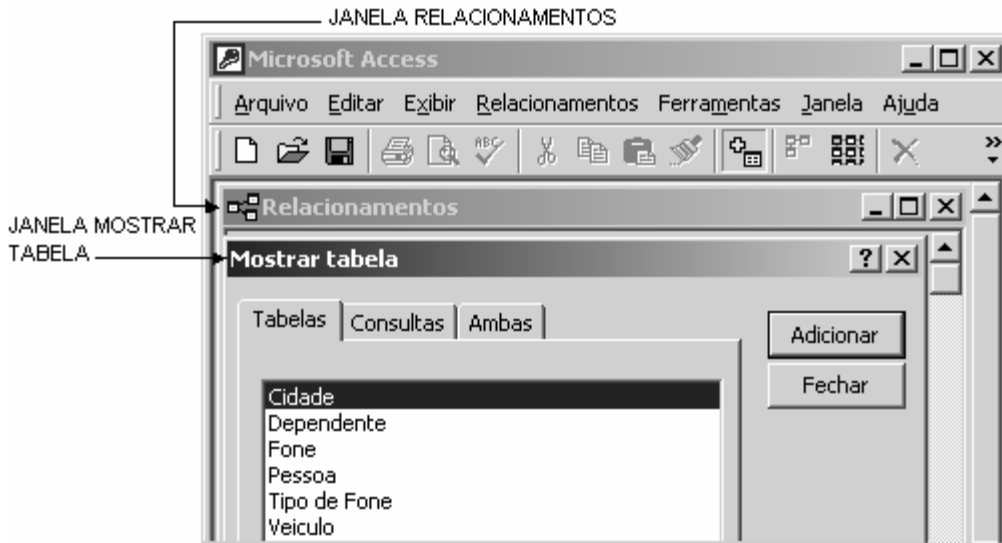 JANELA RELACIONAMENTOS
Microsoft Access
Arquivo Editar Exibir Relacionamentos Ferramentas Janela Ajuda
ABC
Relacionamentos
JANELA MOSTRAR
TABELA
Mostrar tabela
Tabelas Consultas Ambas
Adicionar
Fechar
Cidade
Dependente
Fone
Pessoa
Tipo de Fone
Veiculo